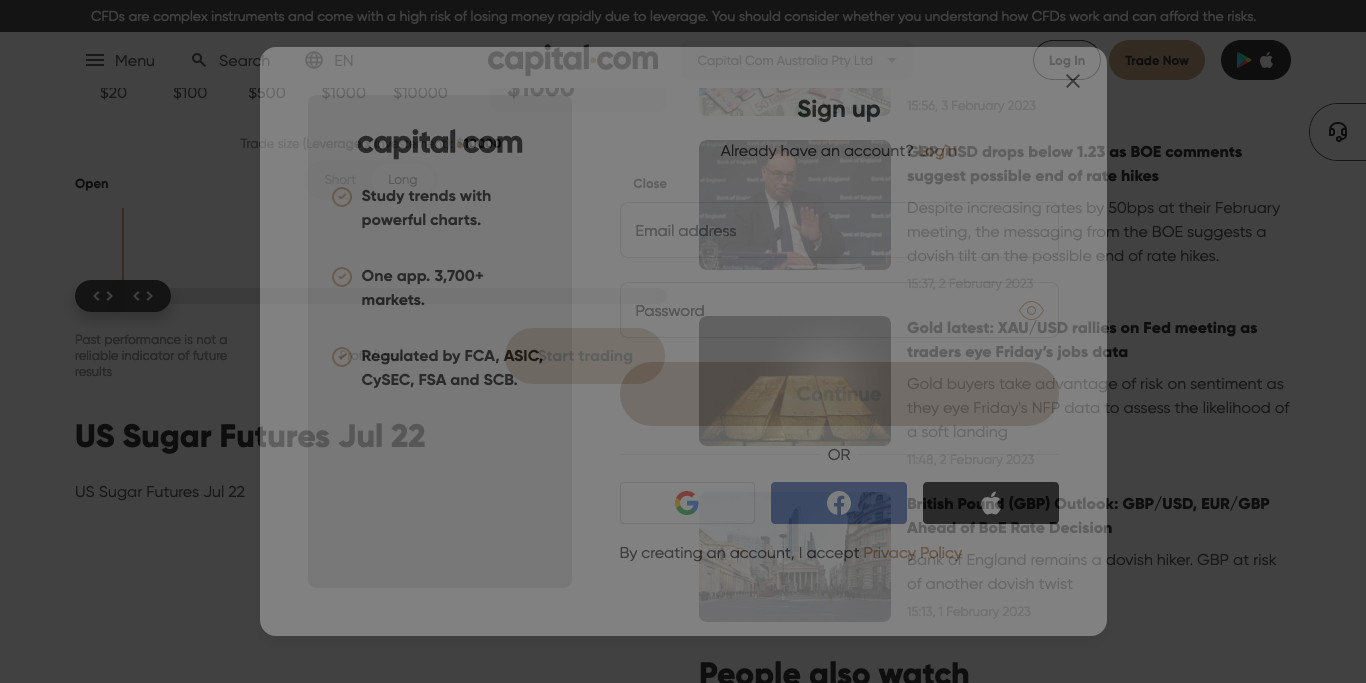 CFDs are complex instruments and come with a high risk of losing money rapidly due to leverage. You should consider whether you understand how CFDs work and can afford the risks.
Menu
Search
EN
capital.com
Capital Com Australia Pty Ltd
Log In
Trade Now
$20
$100
$500
$1000
$10000
$1000
Trade size (Leverage
Short
Long
Open
Close
Past performance is not a
reliable indicator of future
results
Start trading
US Sugar Futures Jul 22
US Sugar Futures Jul 22
capital.com
Study trends with
powerful charts.
One app. 3,700+
markets.
Regulated by FCA, ASIC,
CySEC, FSA and SCB.
Sign up
Already have an account? Login
Email address
Password
Continue
OR
By creating an account, I accept Privacy Policy
15:56, 3 February 2023
GBP/USD drops below 1.23 as BOE comments
suggest possible end of rate hikes
Despite increasing rates by 50bps at their February
meeting, the messaging from the BOE suggests a
dovish tilt an the possible end of rate hikes.
15:37, 2 February 2023
Gold latest: XAU/USD rallies on Fed meeting as
traders eye Friday's jobs data
Gold buyers take advantage of risk on sentiment as
they eye Friday's NFP data to assess the likelihood of
a soft landing
11:48, 2 February 2023
British Pound (GBP) Outlook: GBP/USD, EUR/GBP
Ahead of BoE Rate Decision
Bank of England remains a dovish hiker. GBP at risk
of another dovish twist
15:13, 1 February 2023
People also watch